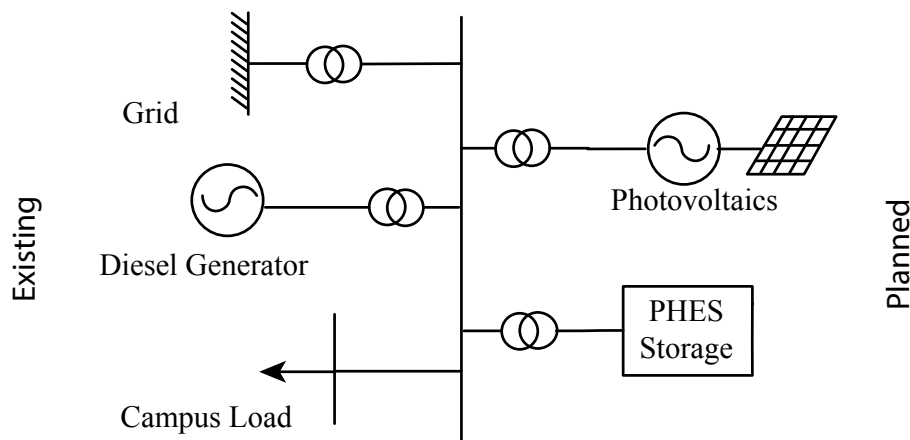 Existing
Grid
Diesel Generator
Campus Load
Photovoltaics
PHES
Storage
Planned